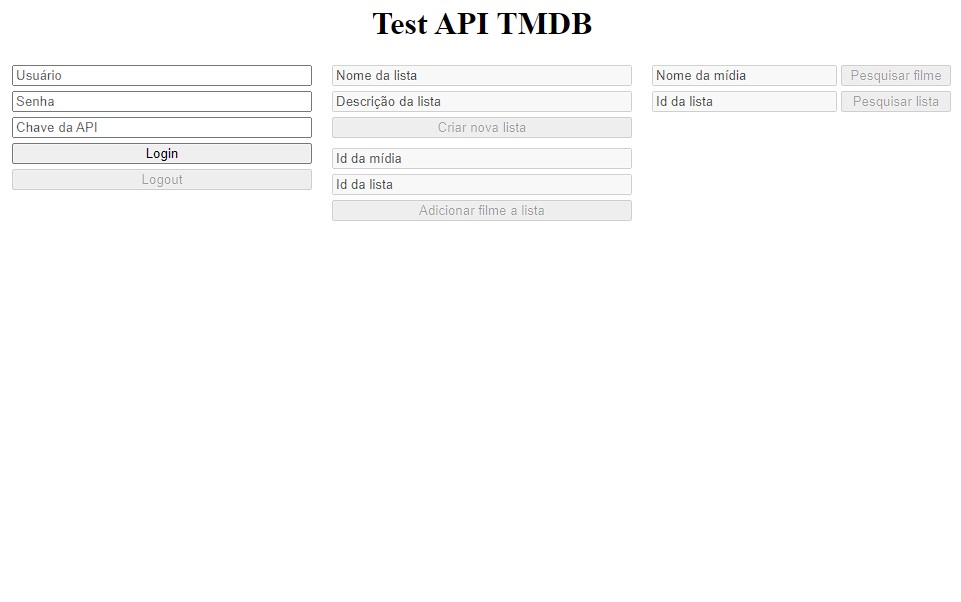 Test API TMDB
Usuário
Senha
Chave da API
Login
Logout
Nome da lista
Descrição da lista
Criar nova lista
Id da mídia
Id da lista
Adicionar filme a lista
Nome da mídia
Pesquisar filme
Id da lista
Pesquisar lista